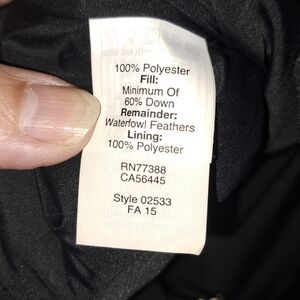 100% Polyester
Fill:
Minimum Of
60% Down
Remainder:
Waterfowl Feathers
Lining:
100% Polyester
RN77388
CA56445
Style 02533
FA 15